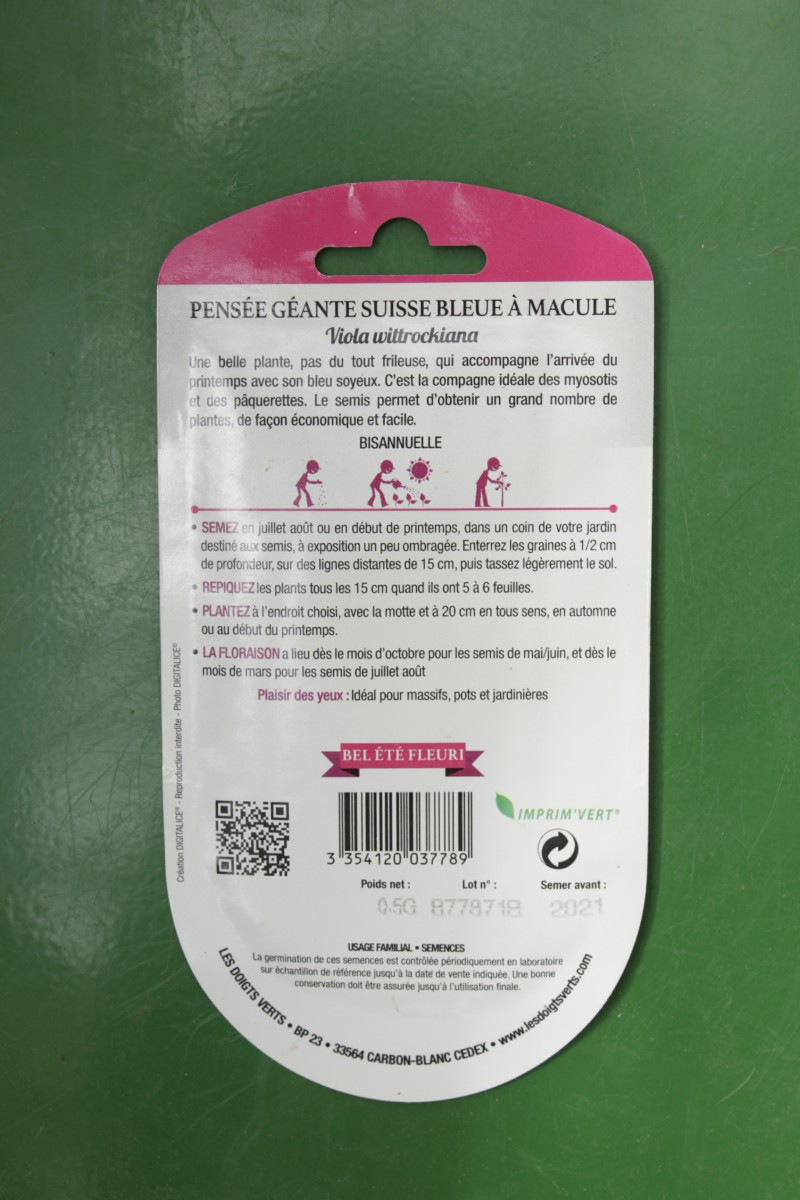 PENSÉE GÉANTE SUISSE BLEUE À MACULE
Viola wittrockiana
Une belle plante, pas du tout frileuse, qui accompagne l'arrivée du
printemps avec son bleu soyeux. C'est la compagne idéale des myosotis
et des pâquerettes. Le semis permet d'obtenir un grand nombre de
plantes, de façon économique et facile.
BISANNUELLE
• SEMEZ en juillet août ou en début de printemps, dans un coin de votre jardin
destiné aux semis, à exposition un peu ombragée. Enterrez les graines à 1/2 cm
de profondeur, sur des lignes distantes de 15 cm, puis tassez légèrement le sol.
• REPIQUEZ les plants tous les 15 cm quand ils ont 5 à 6 feuilles.
• PLANTEZ à l'endroit choisi, avec la motte et à 20 cm en tous sens, en automne
ou au début du printemps.
• LA FLORAISON a lieu dès le mois d'octobre pour les semis de mai/juin, et dès le
mois de mars pour les semis de juillet août
Plaisir des yeux : Idéal pour massifs, pots et jardinières
Création DIGITALICE® - Reproduction interdite - Photo DIGITALICE®
BEL ÉTÉ FLEURI
IMPRIM'VERT®
3 354120 037789
Poids net : Lot n° : Semer avant :
0.5G 877871B 2021
USAGE FAMILIAL • SEMENCES
La germination de ces semences est contrôlée périodiquement en laboratoire
sur échantillon de référence jusqu'à la date de vente indiquée. Une bonne
conservation doit être assurée jusqu'à l'utilisation finale.
LES DOIGTS VERTS • BP 23 • 33564 CARBON-BLANC CEDEX • www.lesdoigtsverts.com